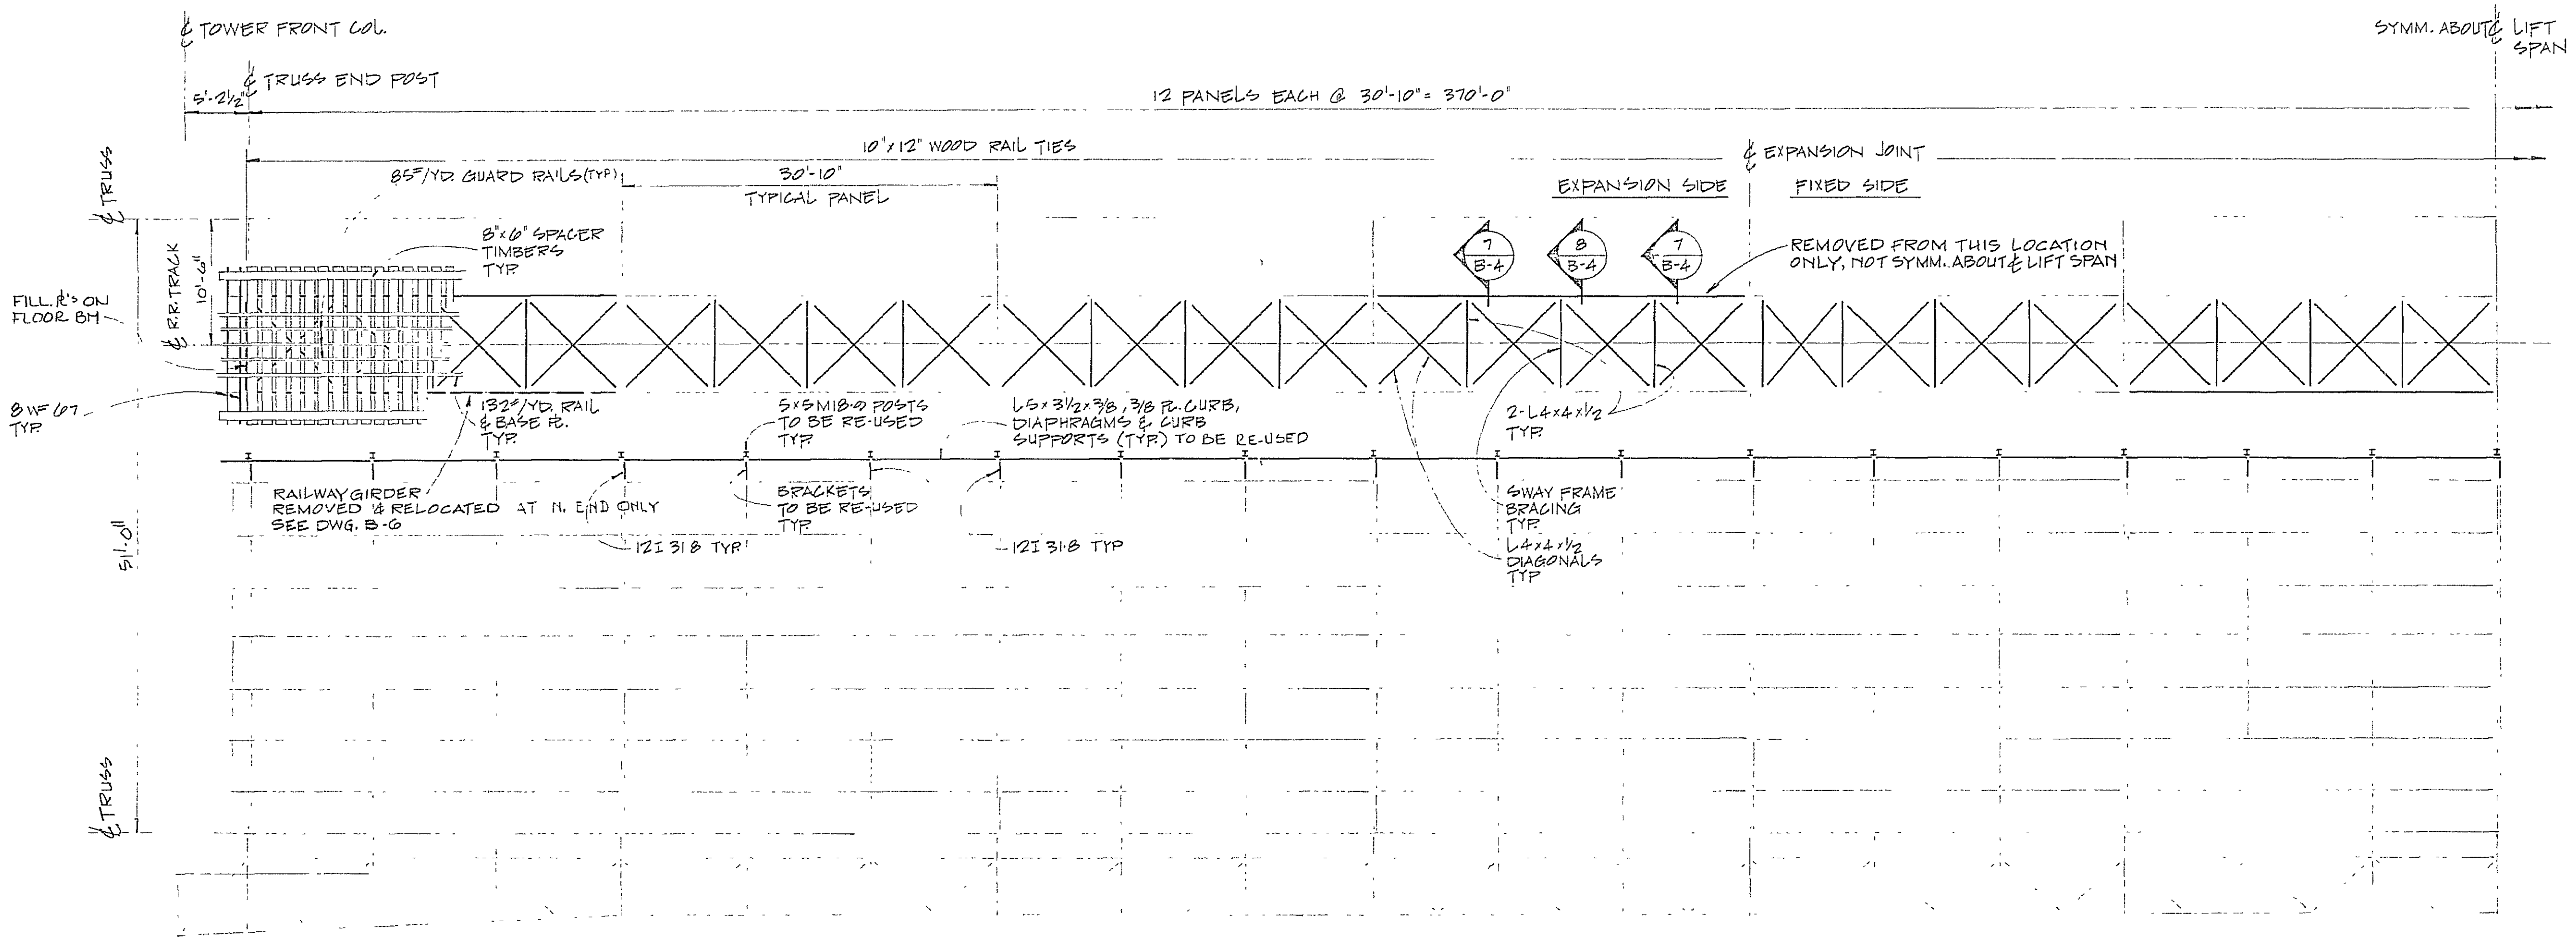 ℄ TOWER FRONT COL.
SYMM. ABOUT ℄ LIFT
SPAN
℄ TRUSS END POST
5'-2½"
12 PANELS EACH @ 30'-10" = 370'-0"
10"x12" WOOD RAIL TIES
℄ EXPANSION JOINT
85#/YD. GUARD RAILS (TYP.)
30'-10"
TYPICAL PANEL
EXPANSION SIDE
FIXED SIDE
℄ TRUSS
℄ R.R. TRACK
10'-6"
8"x6" SPACER
TIMBERS
TYP.
7
B-4
8
B-4
7
B-4
REMOVED FROM THIS LOCATION
ONLY, NOT SYMM. ABOUT ℄ LIFT SPAN
FILL. ℞'s ON
FLOOR BM
8 WF 67
TYP.
132#/YD. RAIL
& BASE ℞.
TYP.
5x5 M18.9 POSTS
TO BE RE-USED
TYP.
L5x3½x3/8, 3/8 ℞. CURB,
DIAPHRAGMS & CURB
SUPPORTS (TYP.) TO BE RE-USED
2-L4x4x½
TYP.
RAILWAY GIRDER
REMOVED & RELOCATED AT N. END ONLY
SEE DWG. B-6
BRACKETS
TO BE RE-USED
TYP.
SWAY FRAME
BRACING
TYP.
12I 31.8 TYP.
12I 31.8 TYP
L4x4x½
DIAGONALS
TYP
51'-0"
℄ TRUSS